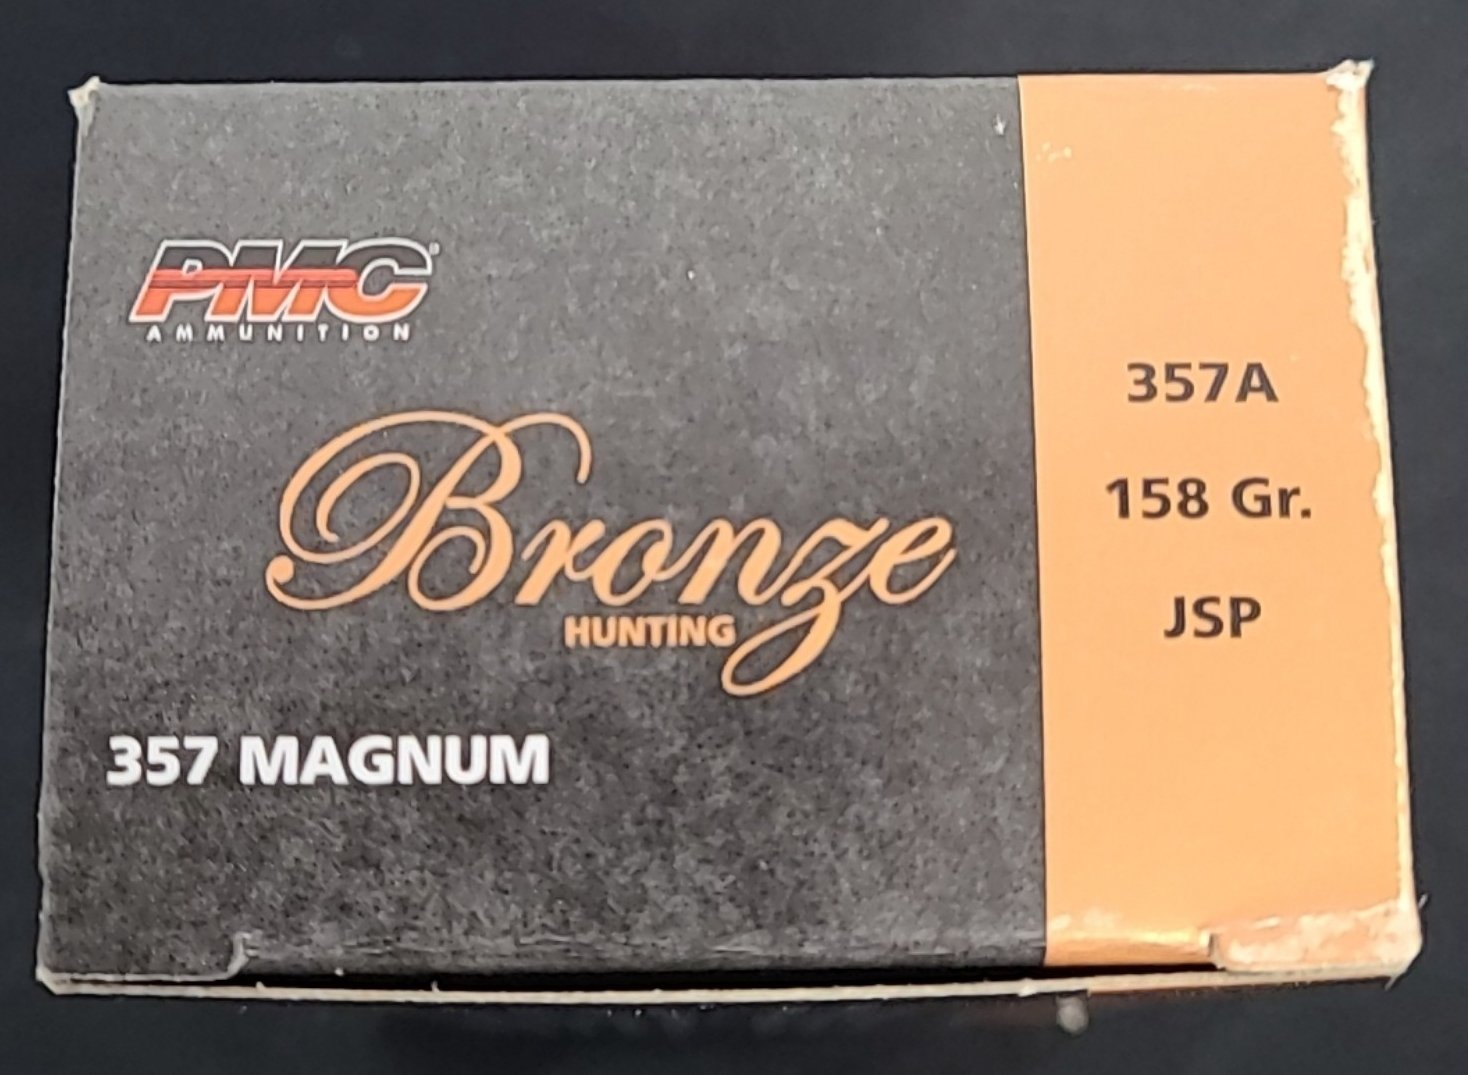 PMC®
AMMUNITION
Bronze
HUNTING
357 MAGNUM
357A
158 Gr.
JSP